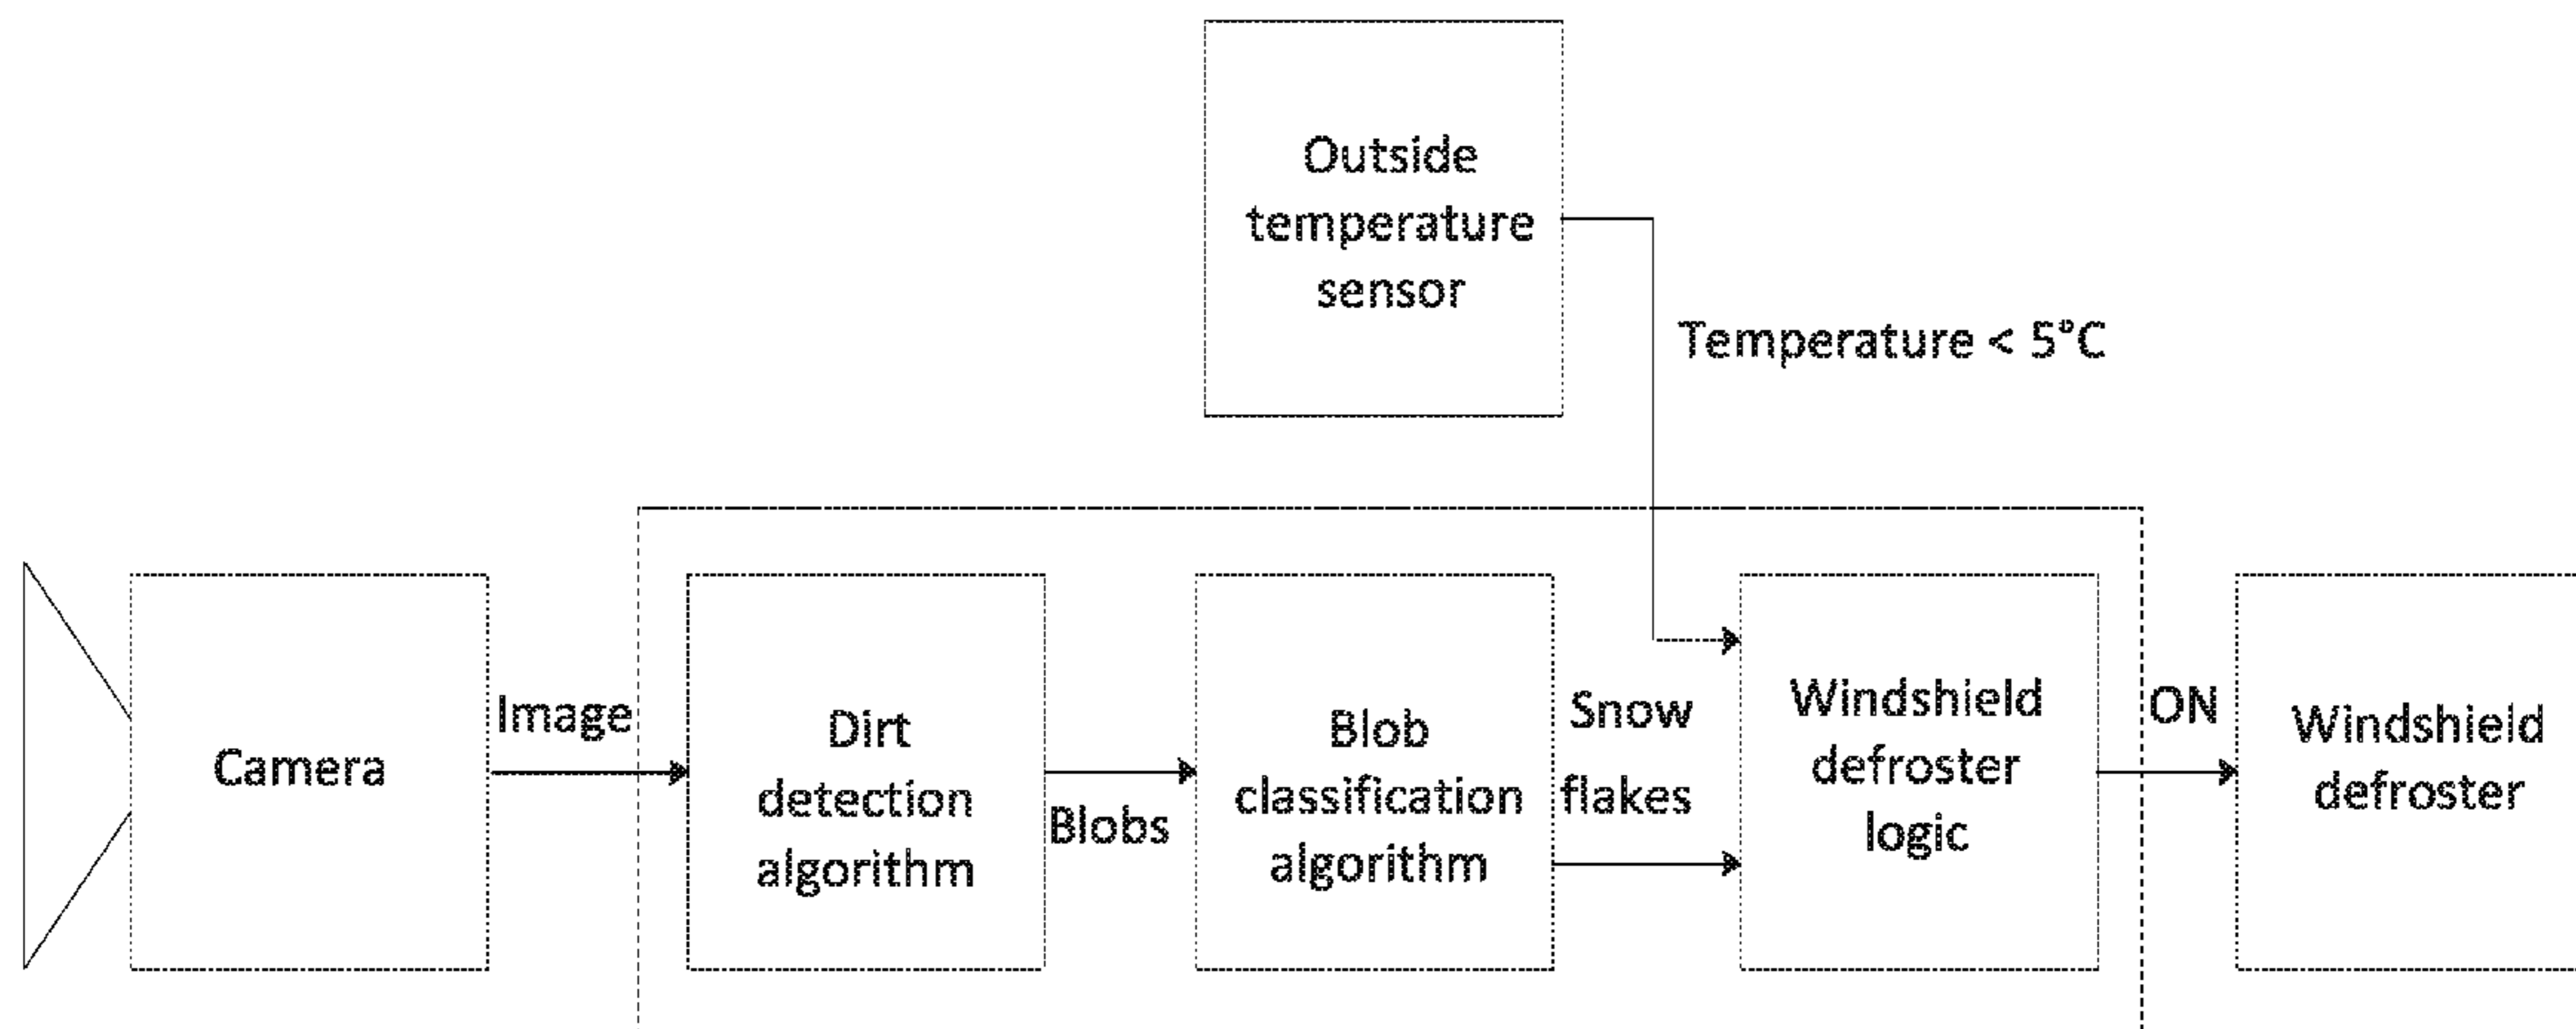 Outside
temperature
sensor
Temperature < 5°C
Camera
Image
Dirt
detection
algorithm
Blobs
Blob
classification
algorithm
Snow
flakes
Windshield
defroster
logic
ON
Windshield
defroster